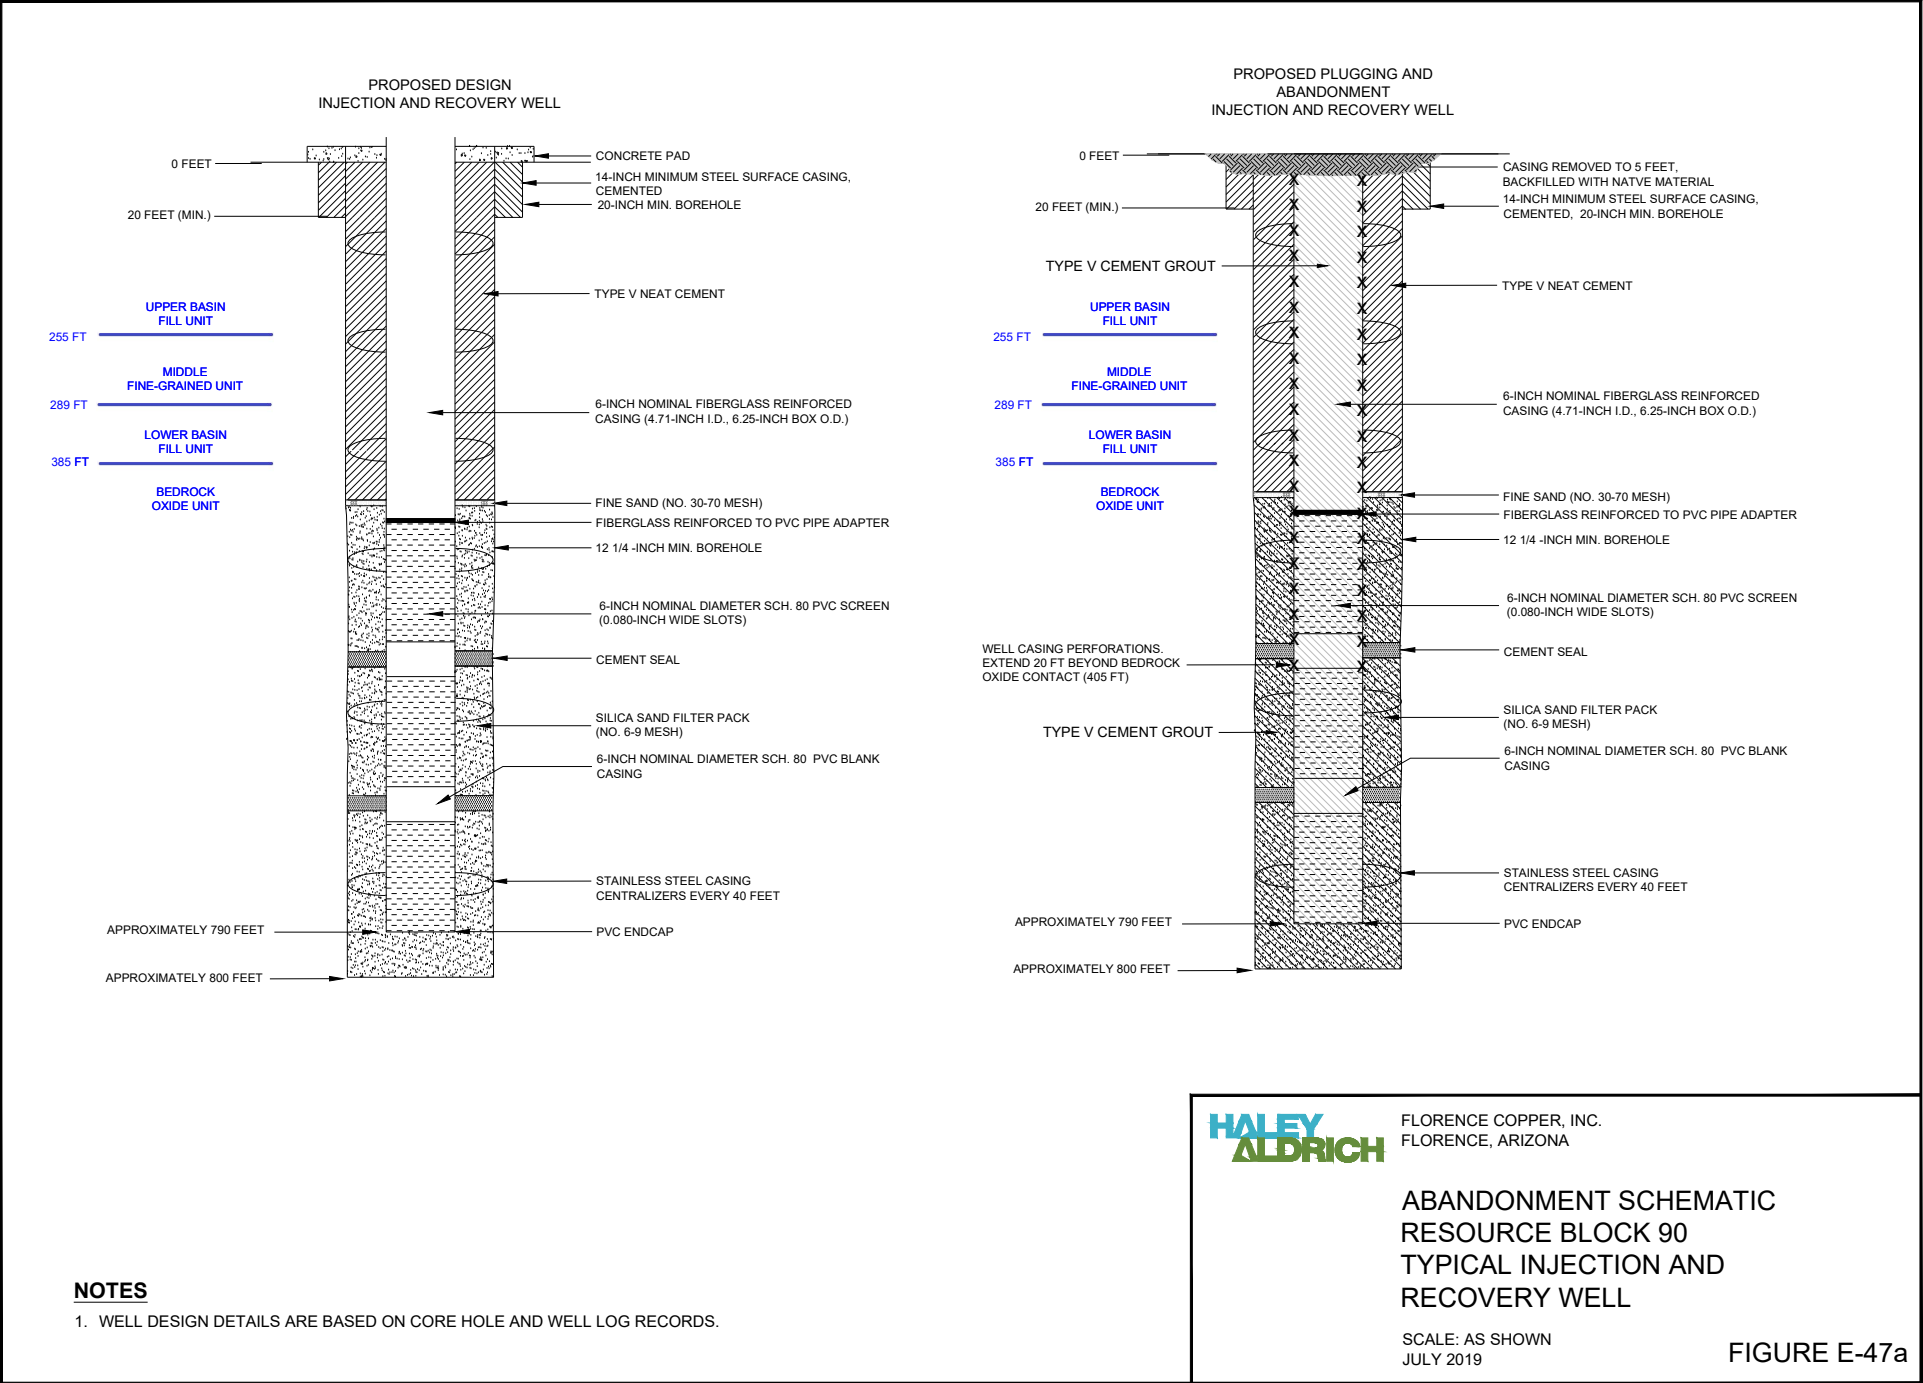 PROPOSED DESIGN
INJECTION AND RECOVERY WELL
0 FEET
20 FEET (MIN.)
UPPER BASIN
FILL UNIT
255 FT
MIDDLE
FINE-GRAINED UNIT
289 FT
LOWER BASIN
FILL UNIT
385 FT
BEDROCK
OXIDE UNIT
APPROXIMATELY 790 FEET
APPROXIMATELY 800 FEET
CONCRETE PAD
14-INCH MINIMUM STEEL SURFACE CASING,
CEMENTED
20-INCH MIN. BOREHOLE
TYPE V NEAT CEMENT
6-INCH NOMINAL FIBERGLASS REINFORCED
CASING (4.71-INCH I.D., 6.25-INCH BOX O.D.)
FINE SAND (NO. 30-70 MESH)
FIBERGLASS REINFORCED TO PVC PIPE ADAPTER
12 1/4 -INCH MIN. BOREHOLE
6-INCH NOMINAL DIAMETER SCH. 80 PVC SCREEN
(0.080-INCH WIDE SLOTS)
CEMENT SEAL
SILICA SAND FILTER PACK
(NO. 6-9 MESH)
6-INCH NOMINAL DIAMETER SCH. 80 PVC BLANK
CASING
STAINLESS STEEL CASING
CENTRALIZERS EVERY 40 FEET
PVC ENDCAP
PROPOSED PLUGGING AND
ABANDONMENT
INJECTION AND RECOVERY WELL
0 FEET
20 FEET (MIN.)
TYPE V CEMENT GROUT
UPPER BASIN
FILL UNIT
255 FT
MIDDLE
FINE-GRAINED UNIT
289 FT
LOWER BASIN
FILL UNIT
385 FT
BEDROCK
OXIDE UNIT
WELL CASING PERFORATIONS.
EXTEND 20 FT BEYOND BEDROCK
OXIDE CONTACT (405 FT)
TYPE V CEMENT GROUT
APPROXIMATELY 790 FEET
APPROXIMATELY 800 FEET
CASING REMOVED TO 5 FEET,
BACKFILLED WITH NATVE MATERIAL
14-INCH MINIMUM STEEL SURFACE CASING,
CEMENTED, 20-INCH MIN. BOREHOLE
TYPE V NEAT CEMENT
6-INCH NOMINAL FIBERGLASS REINFORCED
CASING (4.71-INCH I.D., 6.25-INCH BOX O.D.)
FINE SAND (NO. 30-70 MESH)
FIBERGLASS REINFORCED TO PVC PIPE ADAPTER
12 1/4 -INCH MIN. BOREHOLE
6-INCH NOMINAL DIAMETER SCH. 80 PVC SCREEN
(0.080-INCH WIDE SLOTS)
CEMENT SEAL
SILICA SAND FILTER PACK
(NO. 6-9 MESH)
6-INCH NOMINAL DIAMETER SCH. 80 PVC BLANK
CASING
STAINLESS STEEL CASING
CENTRALIZERS EVERY 40 FEET
PVC ENDCAP
NOTES
1. WELL DESIGN DETAILS ARE BASED ON CORE HOLE AND WELL LOG RECORDS.
HALEY
ALDRICH
FLORENCE COPPER, INC.
FLORENCE, ARIZONA
ABANDONMENT SCHEMATIC
RESOURCE BLOCK 90
TYPICAL INJECTION AND
RECOVERY WELL
SCALE: AS SHOWN
JULY 2019
FIGURE E-47a